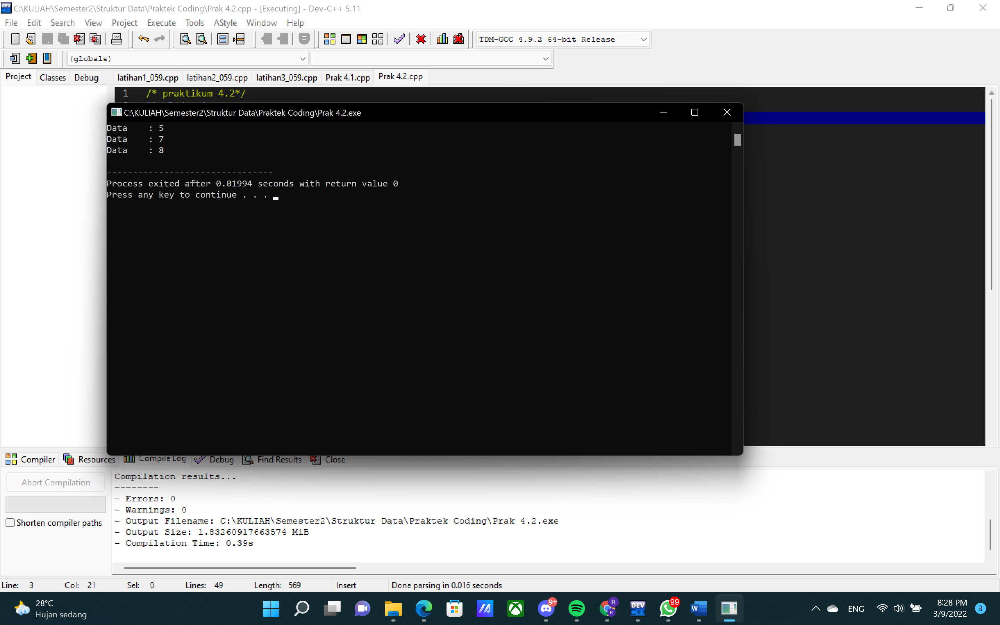 C:\KULIAH\Semester2\Struktur Data\Praktek Coding\Prak 4.2.cpp - [Executing] - Dev-C++ 5.11
File Edit Search View Project Execute Tools AStyle Window Help
TDM-GCC 4.9.2 64-bit Release
(globals)
Project Classes Debug latihan1_059.cpp latihan2_059.cpp latihan3_059.cpp Prak 4.1.cpp Prak 4.2.cpp
1 /* praktikum 4.2*/
C:\KULIAH\Semester2\Struktur Data\Praktek Coding\Prak 4.2.exe
Data    : 5
Data    : 7
Data    : 8
--------------------------------
Process exited after 0.01994 seconds with return value 0
Press any key to continue . . .
Compiler Resources Compile Log Debug Find Results Close
Abort Compilation
Shorten compiler paths
Compilation results...
--------
- Errors: 0
- Warnings: 0
- Output Filename: C:\KULIAH\Semester2\Struktur Data\Praktek Coding\Prak 4.2.exe
- Output Size: 1.83260917663574 MiB
- Compilation Time: 0.39s
Line: 3 Col: 21 Sel: 0 Lines: 49 Length: 569 Insert Done parsing in 0.016 seconds
28°C
Hujan sedang
9+
R
R
DEV
C++
99
W
ENG
8:28 PM
3/9/2022
3